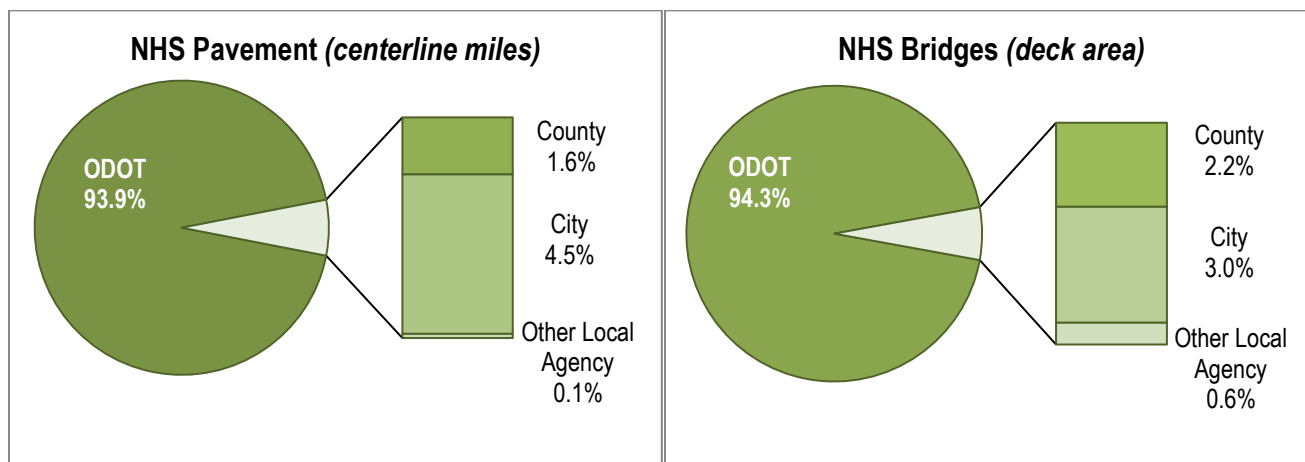 NHS Pavement (centerline miles)
ODOT
93.9%
County
1.6%
City
4.5%
Other Local
Agency
0.1%
NHS Bridges (deck area)
ODOT
94.3%
County
2.2%
City
3.0%
Other Local
Agency
0.6%